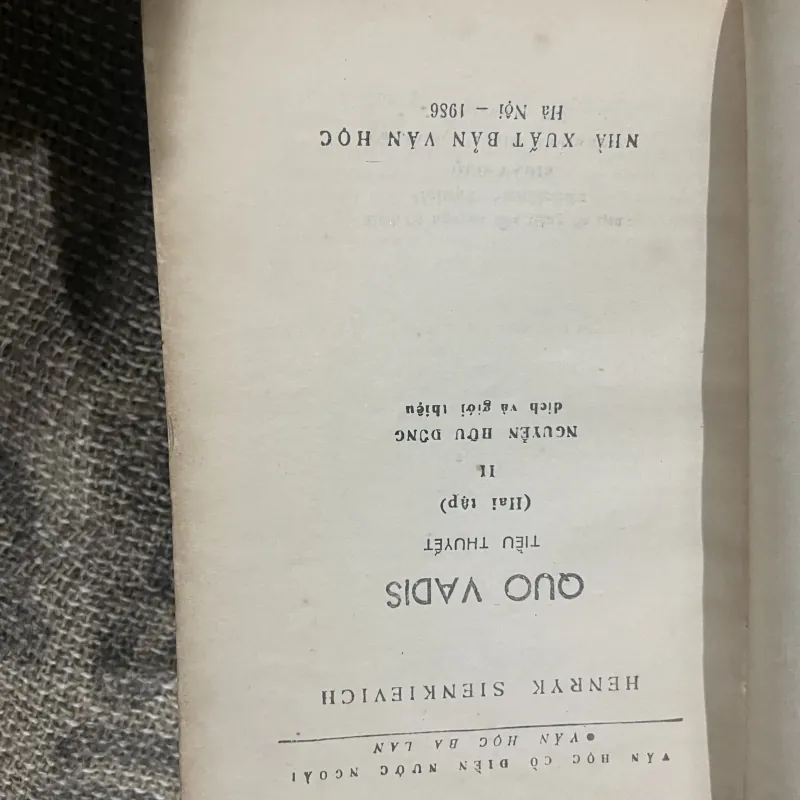 ▼ VĂN HỌC CỔ ĐIỂN NƯỚC NGOÀI
● VĂN HỌC BA LAN
HENRYK SIENKIEVICH
QUO VADIS
TIỂU THUYẾT
(Hai tập)
II
NGUYỄN HỮU DŨNG
dịch và giới thiệu
NHÀ XUẤT BẢN VĂN HỌC
Hà Nội – 1986